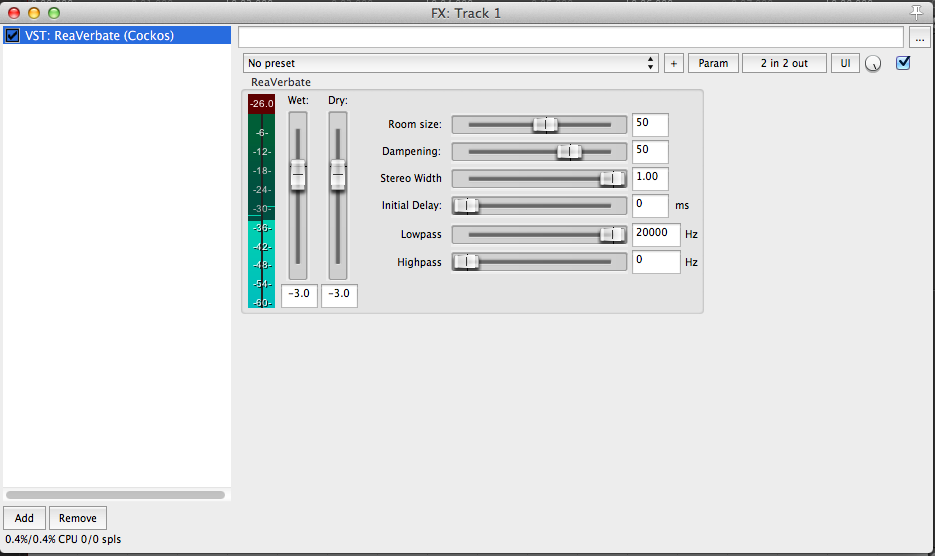 FX: Track 1
VST: ReaVerbate (Cockos)
...
No preset
+
Param
2 in 2 out
UI
ReaVerbate
-26.0
Wet:
Dry:
-6-
-12-
-18-
-24-
-30-
-36-
-42-
-48-
-54-
-60-
-3.0
-3.0
Room size:
50
Dampening:
50
Stereo Width
1.00
Initial Delay:
0
ms
Lowpass
20000
Hz
Highpass
0
Hz
Add
Remove
0.4%/0.4% CPU 0/0 spls